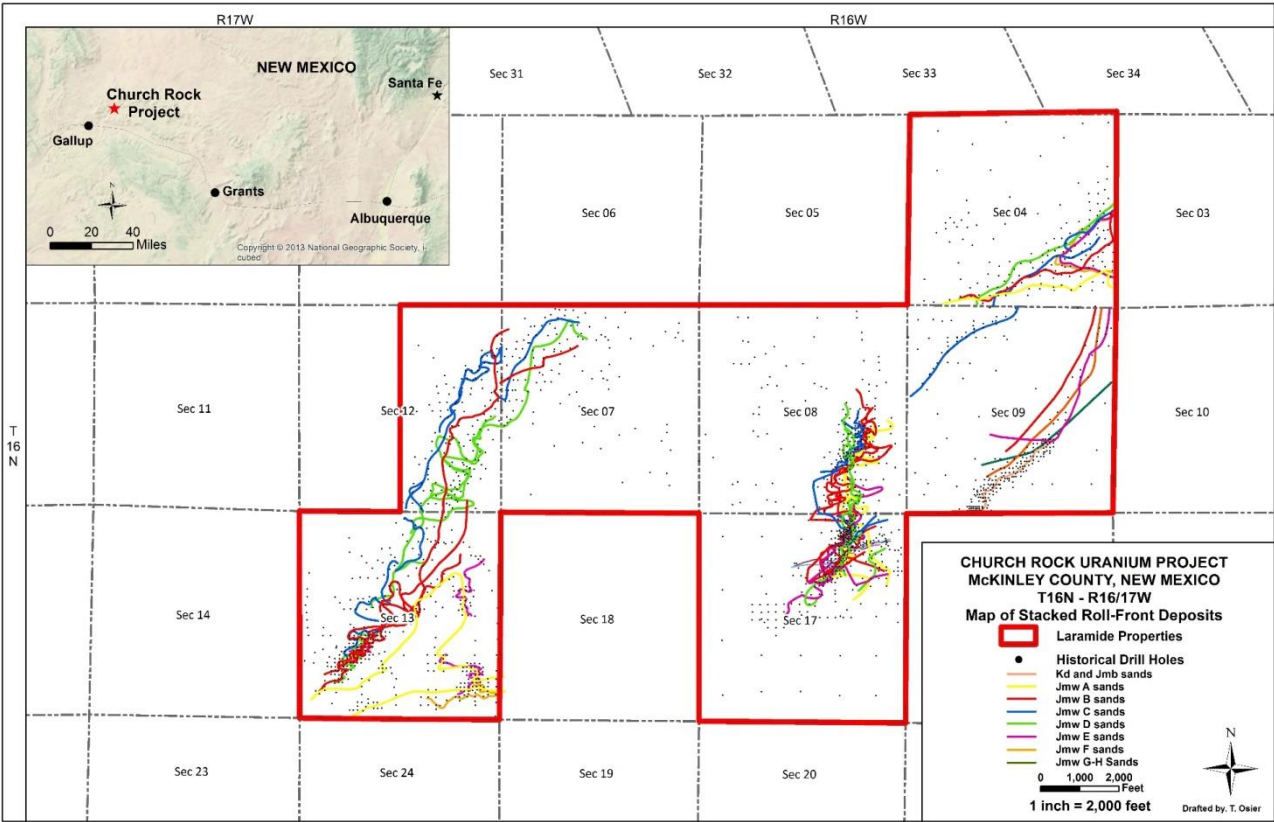 R17W
R16W
NEW MEXICO
Santa Fe
Church Rock
Project
Gallup
Grants
Albuquerque
N
0 20 40
Miles
Copyright © 2013 National Geographic Society, i-
cubed
Sec 31
Sec 32
Sec 33
Sec 34
Sec 06
Sec 05
Sec 04
Sec 03
T
16
N
Sec 11
Sec 12
Sec 07
Sec 08
Sec 09
Sec 10
Sec 14
Sec 13
Sec 18
Sec 17
Sec 23
Sec 24
Sec 19
Sec 20
CHURCH ROCK URANIUM PROJECT
McKINLEY COUNTY, NEW MEXICO
T16N - R16/17W
Map of Stacked Roll-Front Deposits
Laramide Properties
Historical Drill Holes
Kd and Jmb sands
Jmw A sands
Jmw B sands
Jmw C sands
Jmw D sands
Jmw E sands
Jmw F sands
Jmw G-H Sands
0 1,000 2,000
Feet
1 inch = 2,000 feet
N
Drafted by. T. Osier